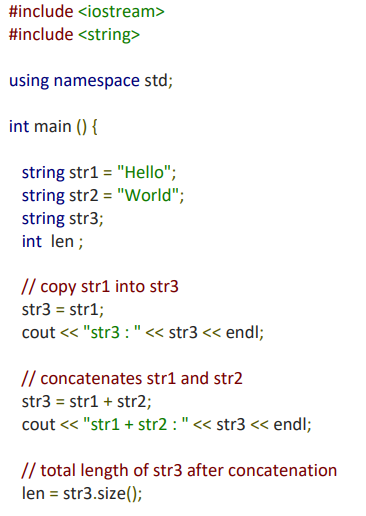 #include <iostream>
#include <string>
using namespace std;
int main () {
string str1 = "Hello";
string str2 = "World";
string str3;
int  len ;
// copy str1 into str3
str3 = str1;
cout << "str3 : " << str3 << endl;
// concatenates str1 and str2
str3 = str1 + str2;
cout << "str1 + str2 : " << str3 << endl;
// total length of str3 after concatenation
len = str3.size();